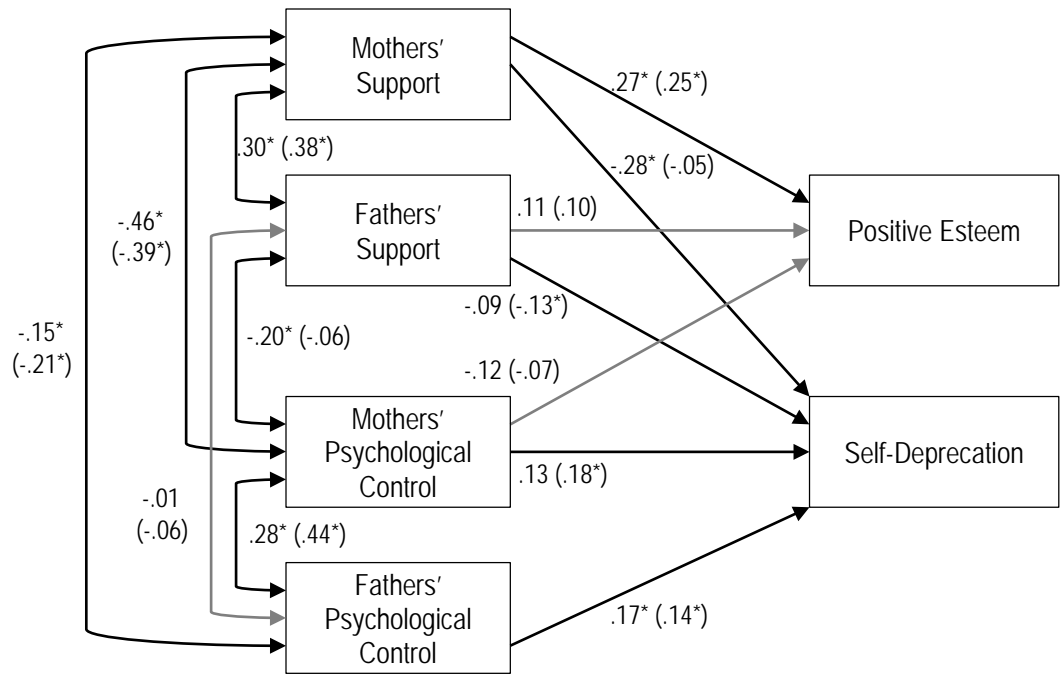 Mothers'
Support
.27* (.25*)
.30* (.38*)
-.28* (-.05)
Fathers'
Support
.11 (.10)
Positive Esteem
-.46*
(-.39*)
-.09 (-.13*)
-.15*
(-.21*)
-.20* (-.06)
-.12 (-.07)
Mothers'
Psychological
Control
Self-Deprecation
.13 (.18*)
-.01
(-.06)
.28* (.44*)
Fathers'
Psychological
Control
.17* (.14*)